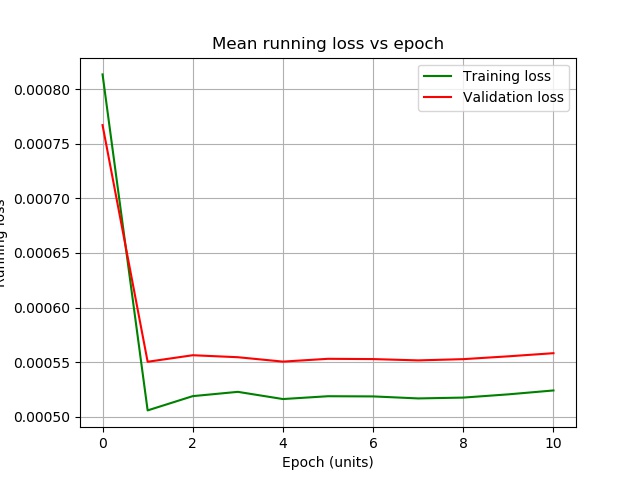 Mean running loss vs epoch
Training loss
Validation loss
0.00080
0.00075
0.00070
0.00065
0.00060
0.00055
0.00050
Running loss
0 2 4 6 8 10
Epoch (units)